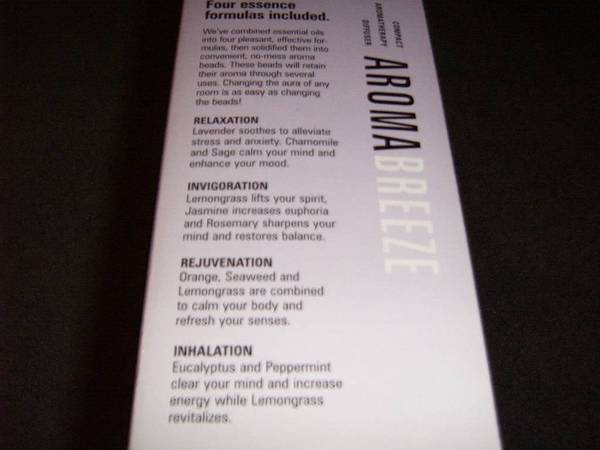 Four essence
formulas included.
We've combined essential oils
into four pleasant, effective for-
mulas, then solidified them into
convenient, no-mess aroma
beads. These beads will retain
their aroma through several
uses. Changing the aura of any
room is as easy as changing
the beads!
RELAXATION
Lavender soothes to alleviate
stress and anxiety. Chamomile
and Sage calm your mind and
enhance your mood.
INVIGORATION
Lemongrass lifts your spirit,
Jasmine increases euphoria
and Rosemary sharpens your
mind and restores balance.
REJUVENATION
Orange, Seaweed and
Lemongrass are combined
to calm your body and
refresh your senses.
INHALATION
Eucalyptus and Peppermint
clear your mind and increase
energy while Lemongrass
revitalizes.
COMPACT
AROMATHERAPY
DIFFUSER
AROMABREEZE